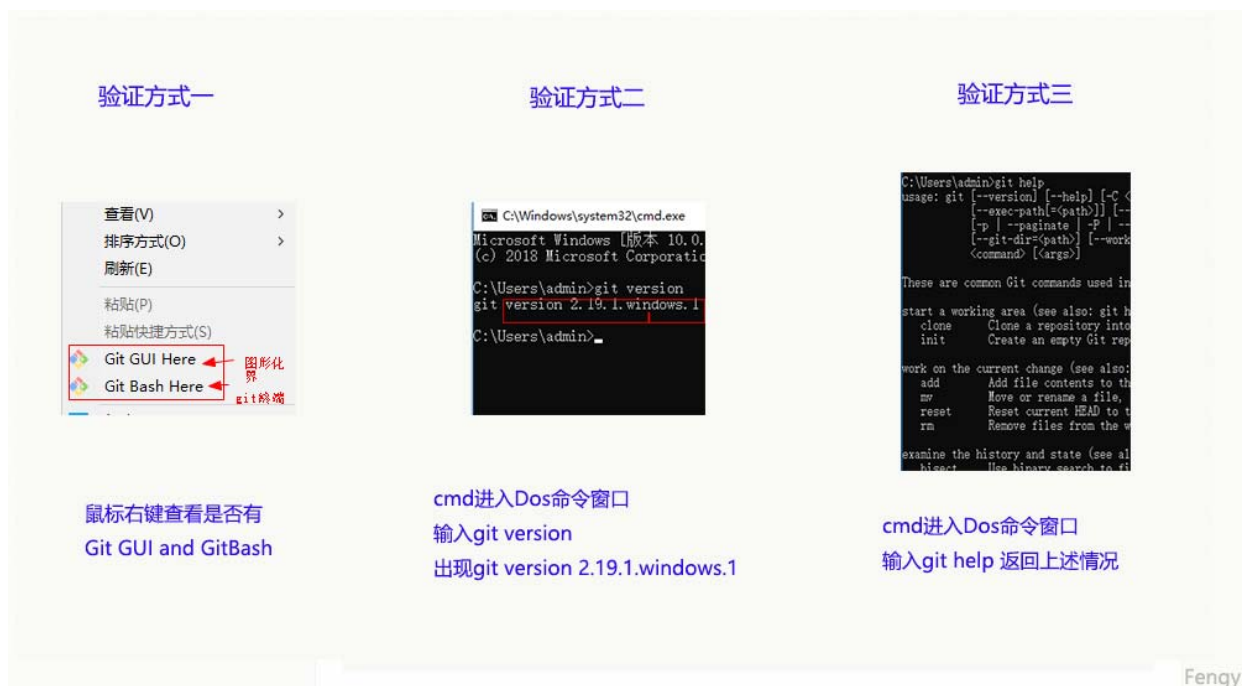 验证方式一
查看(V)
排序方式(O)
刷新(E)
粘贴(P)
粘贴快捷方式(S)
Git GUI Here
图形化
界
Git Bash Here
git终端
鼠标右键查看是否有
Git GUI and GitBash
验证方式二
C:\Windows\system32\cmd.exe
Microsoft Windows [版本 10.0.
(c) 2018 Microsoft Corporatio
C:\Users\admin>git version
git version 2.19.1.windows.1
C:\Users\admin>
cmd进入Dos命令窗口
输入git version
出现git version 2.19.1.windows.1
验证方式三
C:\Users\admin>git help
usage: git [--version] [--help] [-C <
[--exec-path[=<path>]] [--
[-p | --paginate | -P | --
[--git-dir=<path>] [--work
<command> [<args>]
These are common Git commands used in
start a working area (see also: git h
clone Clone a repository into
init Create an empty Git rep
work on the current change (see also:
add Add file contents to th
mv Move or rename a file,
reset Reset current HEAD to t
rm Remove files from the w
examine the history and state (see al
bisect Use binary search to fi
cmd进入Dos命令窗口
输入git help 返回上述情况
Fengy